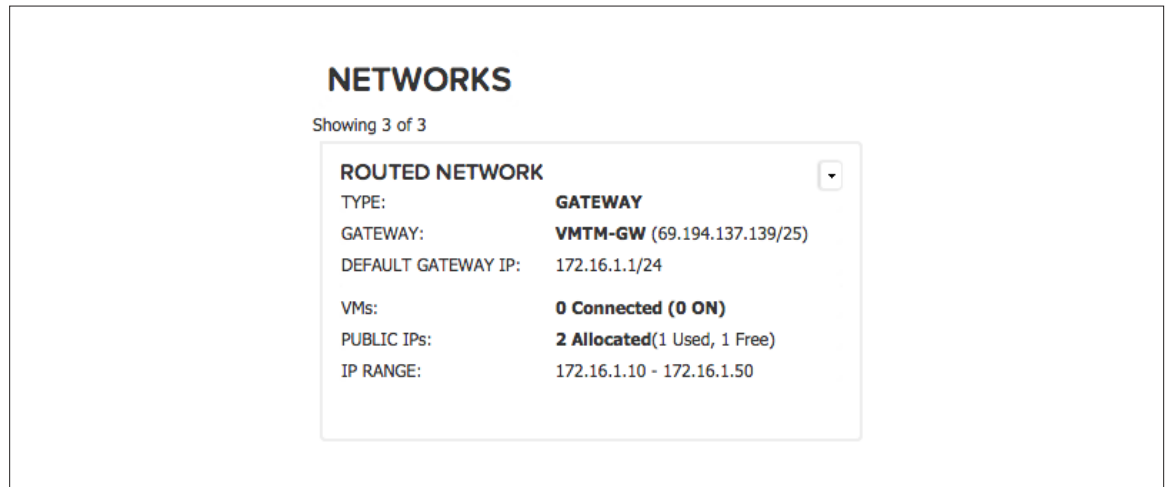 NETWORKS
Showing 3 of 3
ROUTED NETWORK
TYPE: GATEWAY
GATEWAY: VMTM-GW (69.194.137.139/25)
DEFAULT GATEWAY IP: 172.16.1.1/24
VMs: 0 Connected (0 ON)
PUBLIC IPs: 2 Allocated(1 Used, 1 Free)
IP RANGE: 172.16.1.10 - 172.16.1.50